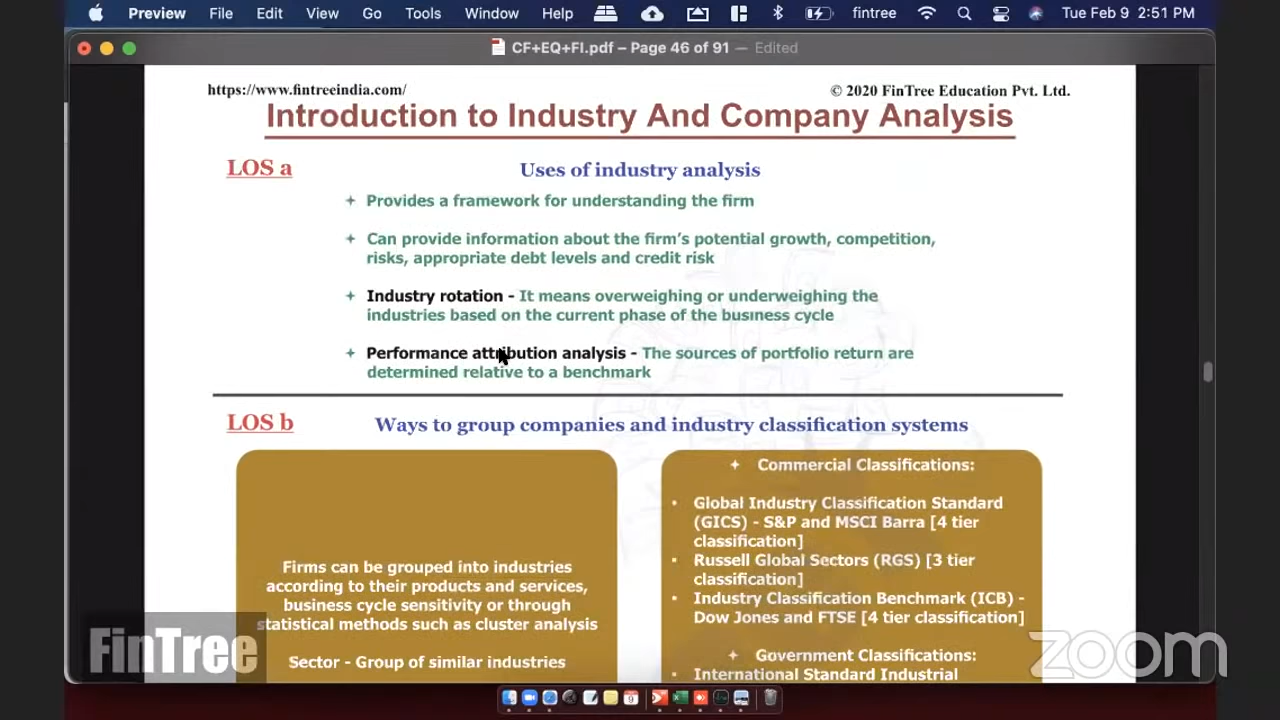 Preview File Edit View Go Tools Window Help fintree Tue Feb 9 2:51 PM
CF+EQ+FI.pdf – Page 46 of 91 — Edited
https://www.fintreeindia.com/ © 2020 FinTree Education Pvt. Ltd.
Introduction to Industry And Company Analysis
LOS a Uses of industry analysis
Provides a framework for understanding the firm
Can provide information about the firm's potential growth, competition,
risks, appropriate debt levels and credit risk
Industry rotation - It means overweighing or underweighing the
industries based on the current phase of the business cycle
Performance attribution analysis - The sources of portfolio return are
determined relative to a benchmark
LOS b Ways to group companies and industry classification systems
Firms can be grouped into industries
according to their products and services,
business cycle sensitivity or through
statistical methods such as cluster analysis
Sector - Group of similar industries
Commercial Classifications:
• Global Industry Classification Standard
(GICS) - S&P and MSCI Barra [4 tier
classification]
• Russell Global Sectors (RGS) [3 tier
classification]
• Industry Classification Benchmark (ICB) -
Dow Jones and FTSE [4 tier classification]
Government Classifications:
• International Standard Industrial
FinTree
zoom